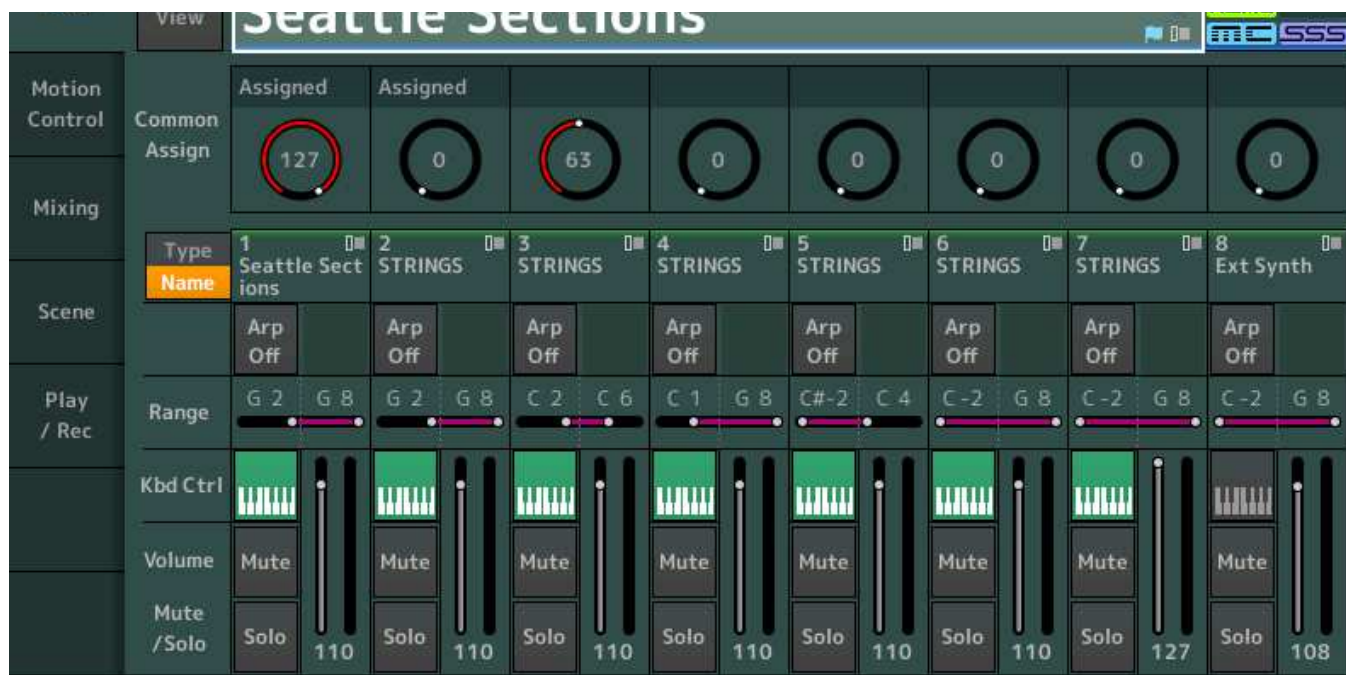 View
Seattle Sections
MC SSS
Motion
Control
Common
Assign
Assigned Assigned
127 0 63 0 0 0 0 0
Mixing
Type
Name
1 2 3 4 5 6 7 8
Seattle Sect STRINGS STRINGS STRINGS STRINGS STRINGS STRINGS Ext Synth
ions
Scene
Arp Arp Arp Arp Arp Arp Arp Arp
Off Off Off Off Off Off Off Off
Play
/ Rec
Range
G 2 G 8 G 2 G 8 C 2 C 6 C 1 G 8 C#-2 C 4 C -2 G 8 C -2 G 8 C -2 G 8
Kbd Ctrl
Volume
Mute Mute Mute Mute Mute Mute Mute Mute
Mute
/Solo
Solo Solo Solo Solo Solo Solo Solo Solo
110 110 110 110 110 110 127 108